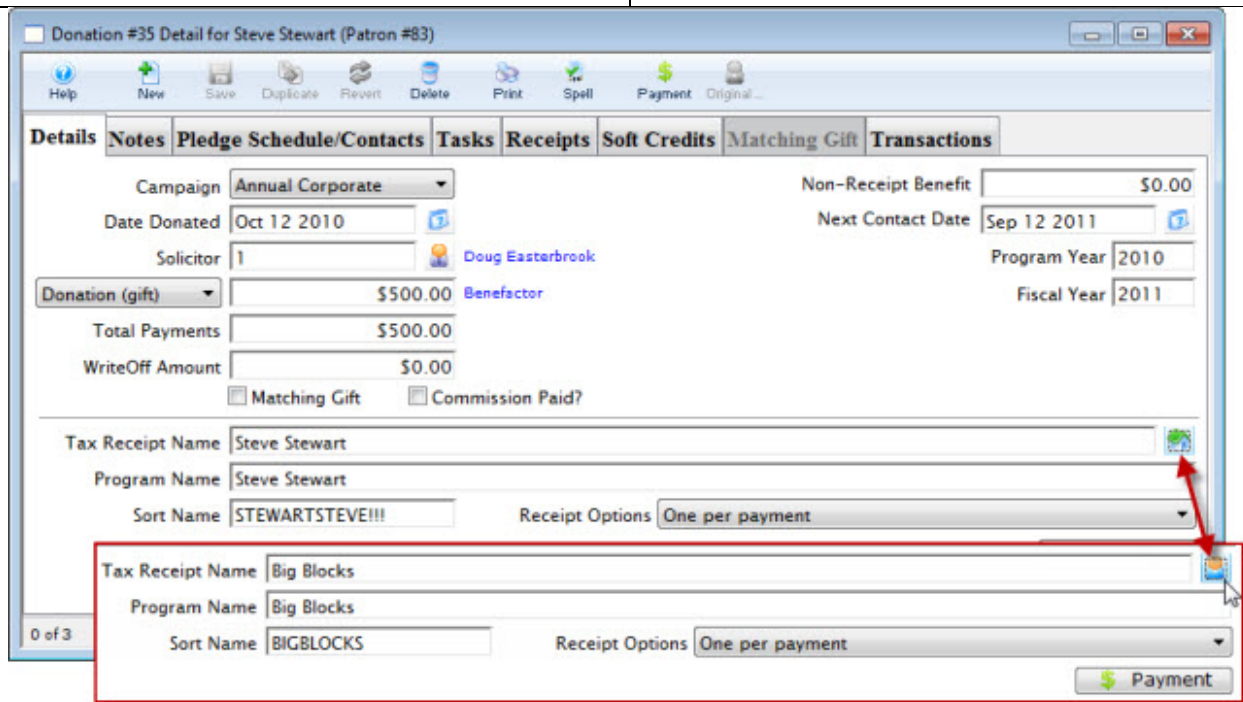 Donation #35 Detail for Steve Stewart (Patron #83)
Help New Save Duplicate Revert Delete Print Spell Payment Original ...
Details Notes Pledge Schedule/Contacts Tasks Receipts Soft Credits Matching Gift Transactions
Campaign Annual Corporate Non-Receipt Benefit $0.00
Date Donated Oct 12 2010 Next Contact Date Sep 12 2011
Solicitor 1 Doug Easterbrook Program Year 2010
Donation (gift) $500.00 Benefactor Fiscal Year 2011
Total Payments $500.00
WriteOff Amount $0.00
Matching Gift Commission Paid?
Tax Receipt Name Steve Stewart
Program Name Steve Stewart
Sort Name STEWARTSTEVE!!! Receipt Options One per payment
Tax Receipt Name Big Blocks
Program Name Big Blocks
0 of 3 Sort Name BIGBLOCKS Receipt Options One per payment
$ Payment